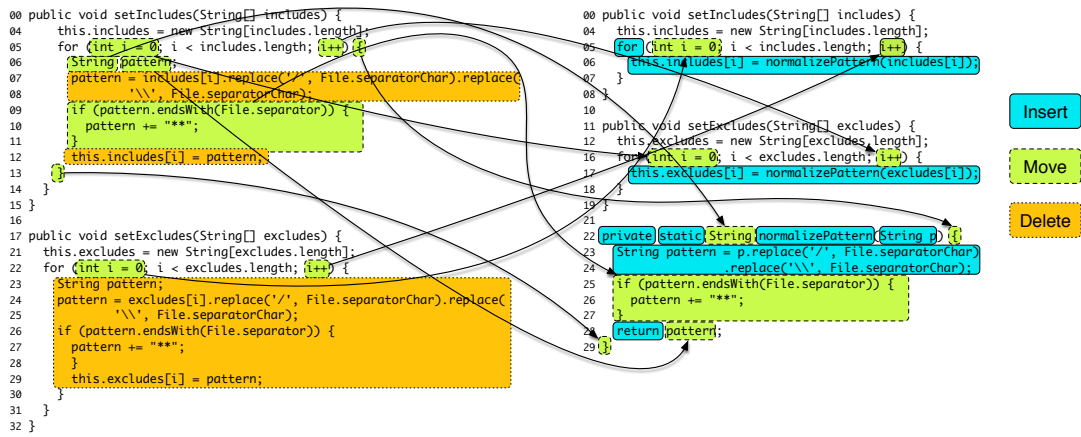 00 public void setIncludes(String[] includes) {
04 this.includes = new String[includes.length];
05 for (int i = 0; i < includes.length; i++) {
06 String pattern;
07 pattern = includes[i].replace('/', File.separatorChar).replace(
08 '\\', File.separatorChar);
09 if (pattern.endsWith(File.separator)) {
10 pattern += "**";
11 }
12 this.includes[i] = pattern;
13 }
14 }
15 }
16
17 public void setExcludes(String[] excludes) {
21 this.excludes = new String[excludes.length];
22 for (int i = 0; i < excludes.length; i++) {
23 String pattern;
24 pattern = excludes[i].replace('/', File.separatorChar).replace(
25 '\\', File.separatorChar);
26 if (pattern.endsWith(File.separator)) {
27 pattern += "**";
28 }
29 this.excludes[i] = pattern;
30 }
31 }
32 }
00 public void setIncludes(String[] includes) {
04 this.includes = new String[includes.length];
05 for (int i = 0; i < includes.length; i++) {
06 this.includes[i] = normalizePattern(includes[i]);
07 }
08 }
10
11 public void setExcludes(String[] excludes) {
12 this.excludes = new String[excludes.length];
16 for (int i = 0; i < excludes.length; i++) {
17 this.excludes[i] = normalizePattern(excludes[i]);
18 }
19 }
21
22 private static String normalizePattern(String p) {
23 String pattern = p.replace('/', File.separatorChar)
24 .replace('\\', File.separatorChar);
25 if (pattern.endsWith(File.separator)) {
26 pattern += "**";
27 }
28 return pattern;
29 }
Insert
Move
Delete